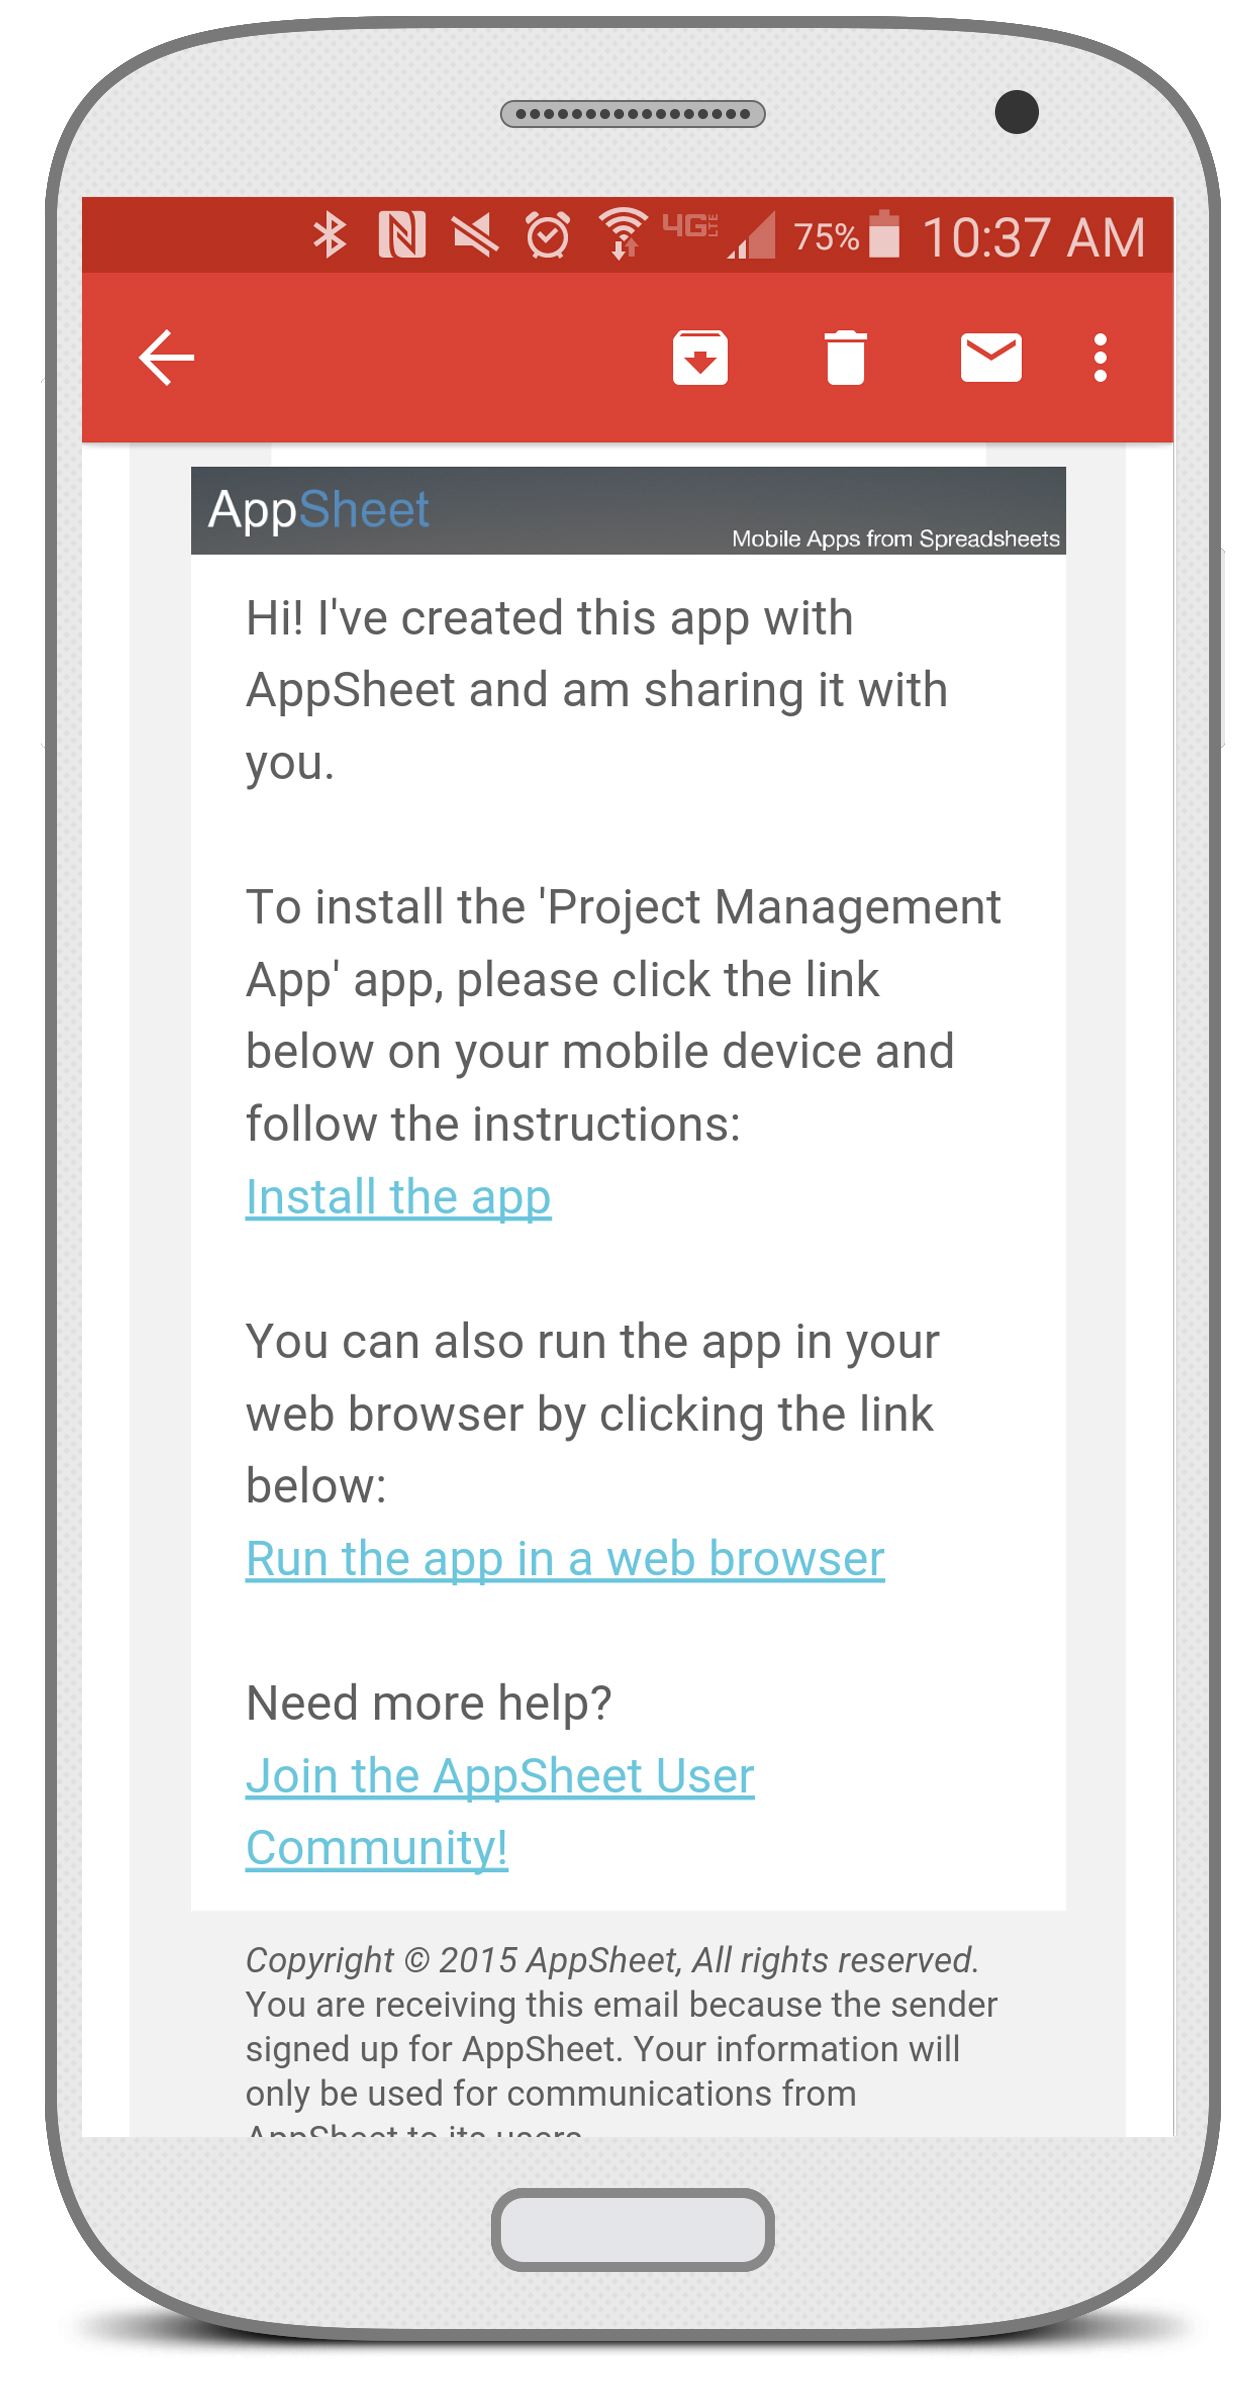 4G LTE 75% 10:37 AM
AppSheet
Mobile Apps from Spreadsheets
Hi! I've created this app with
AppSheet and am sharing it with
you.
To install the 'Project Management
App' app, please click the link
below on your mobile device and
follow the instructions:
Install the app
You can also run the app in your
web browser by clicking the link
below:
Run the app in a web browser
Need more help?
Join the AppSheet User
Community!
Copyright © 2015 AppSheet, All rights reserved.
You are receiving this email because the sender
signed up for AppSheet. Your information will
only be used for communications from
AppSheet to its users